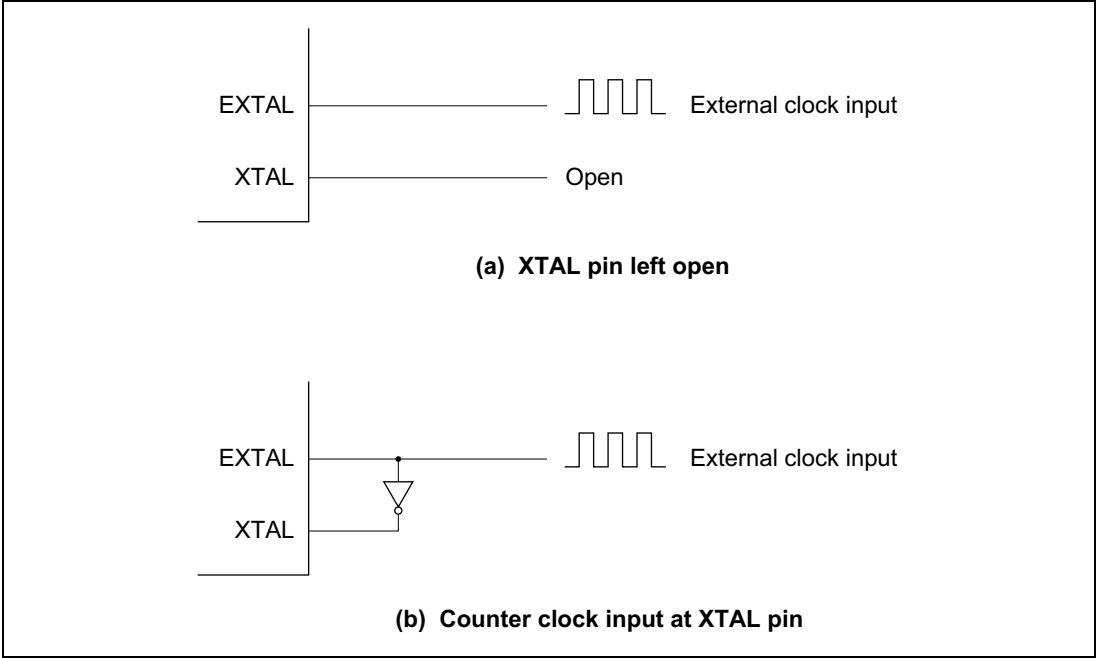 EXTAL
External clock input
XTAL
Open
(a) XTAL pin left open
EXTAL
External clock input
XTAL
(b) Counter clock input at XTAL pin